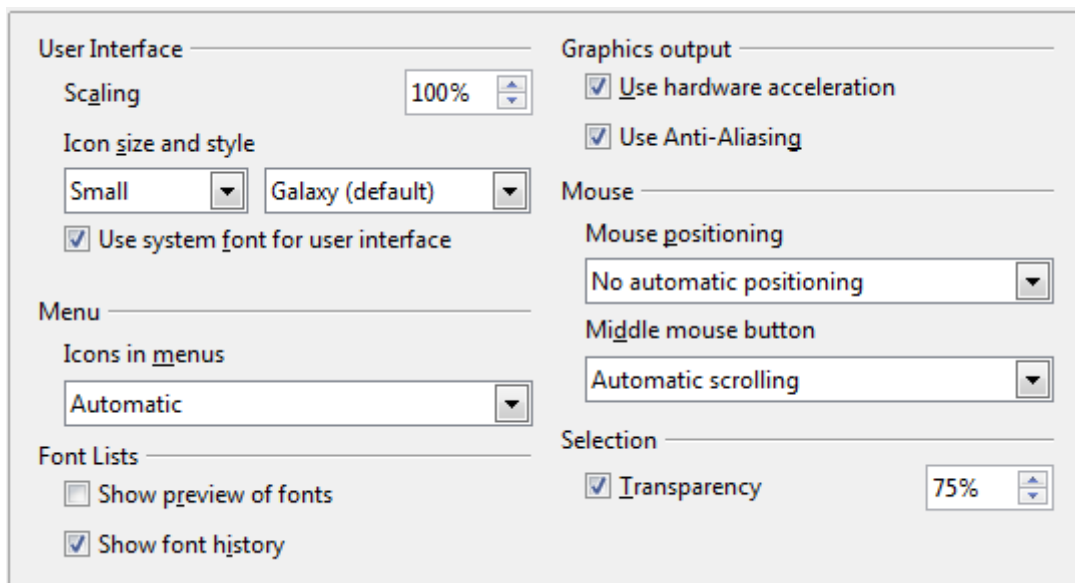 User Interface
Scaling
100%
Icon size and style
Small
Galaxy (default)
Use system font for user interface
Menu
Icons in menus
Automatic
Font Lists
Show preview of fonts
Show font history
Graphics output
Use hardware acceleration
Use Anti-Aliasing
Mouse
Mouse positioning
No automatic positioning
Middle mouse button
Automatic scrolling
Selection
Transparency
75%